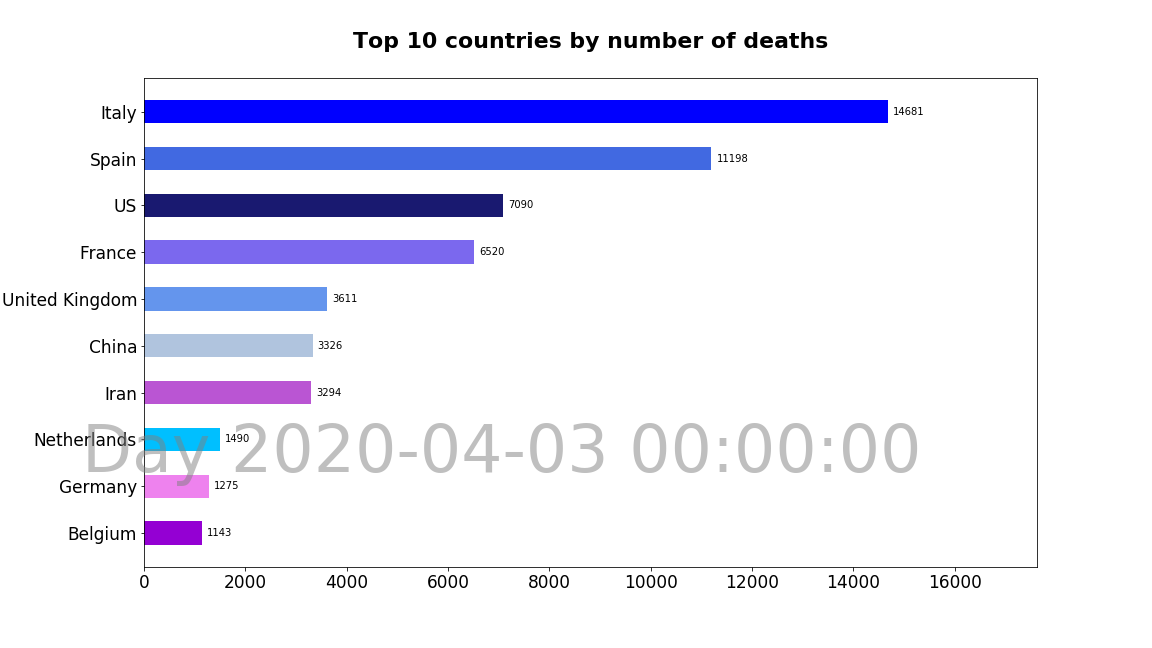 Top 10 countries by number of deaths
Italy 14681
Spain 11198
US 7090
France 6520
United Kingdom 3611
China 3326
Iran 3294
Netherlands 1490
Day 2020-04-03 00:00:00
Germany 1275
Belgium 1143
0 2000 4000 6000 8000 10000 12000 14000 16000